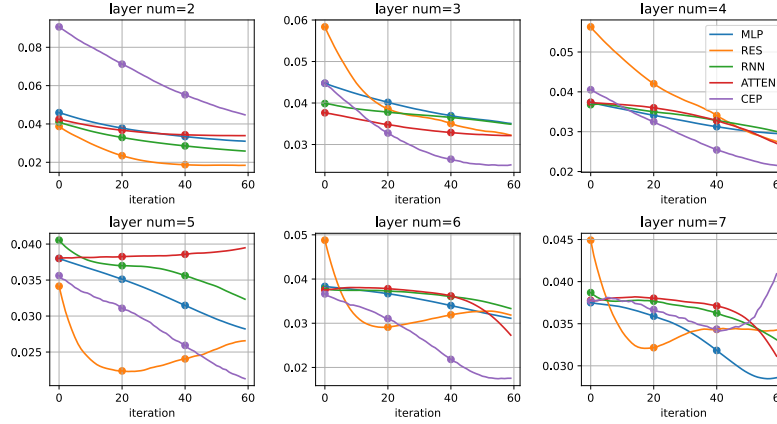 layer num=2
0.08
0.06
0.04
0.02
0 20 40 60
iteration
layer num=3
0.06
0.05
0.04
0.03
0 20 40 60
iteration
layer num=4
0.05
0.04
0.03
0.02
MLP
RES
RNN
ATTEN
CEP
0 20 40 60
iteration
layer num=5
0.040
0.035
0.030
0.025
0 20 40 60
iteration
layer num=6
0.05
0.04
0.03
0.02
0 20 40 60
iteration
layer num=7
0.045
0.040
0.035
0.030
0 20 40
iteration